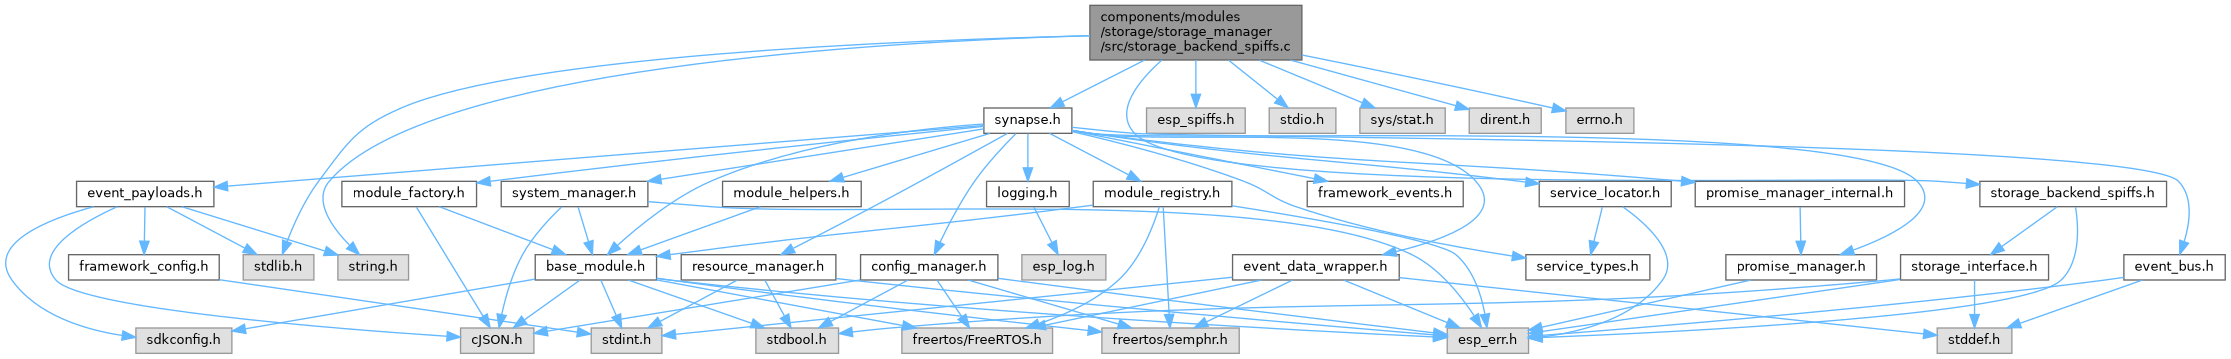 components/modules
/storage/storage_manager
/src/storage_backend_spiffs.c
synapse.h
esp_spiffs.h
stdio.h
sys/stat.h
dirent.h
errno.h
event_payloads.h
module_factory.h
system_manager.h
module_helpers.h
logging.h
module_registry.h
framework_events.h
service_locator.h
promise_manager_internal.h
storage_backend_spiffs.h
framework_config.h
stdlib.h
string.h
base_module.h
resource_manager.h
config_manager.h
esp_log.h
event_data_wrapper.h
service_types.h
promise_manager.h
storage_interface.h
event_bus.h
sdkconfig.h
cJSON.h
stdint.h
stdbool.h
freertos/FreeRTOS.h
freertos/semphr.h
esp_err.h
stddef.h